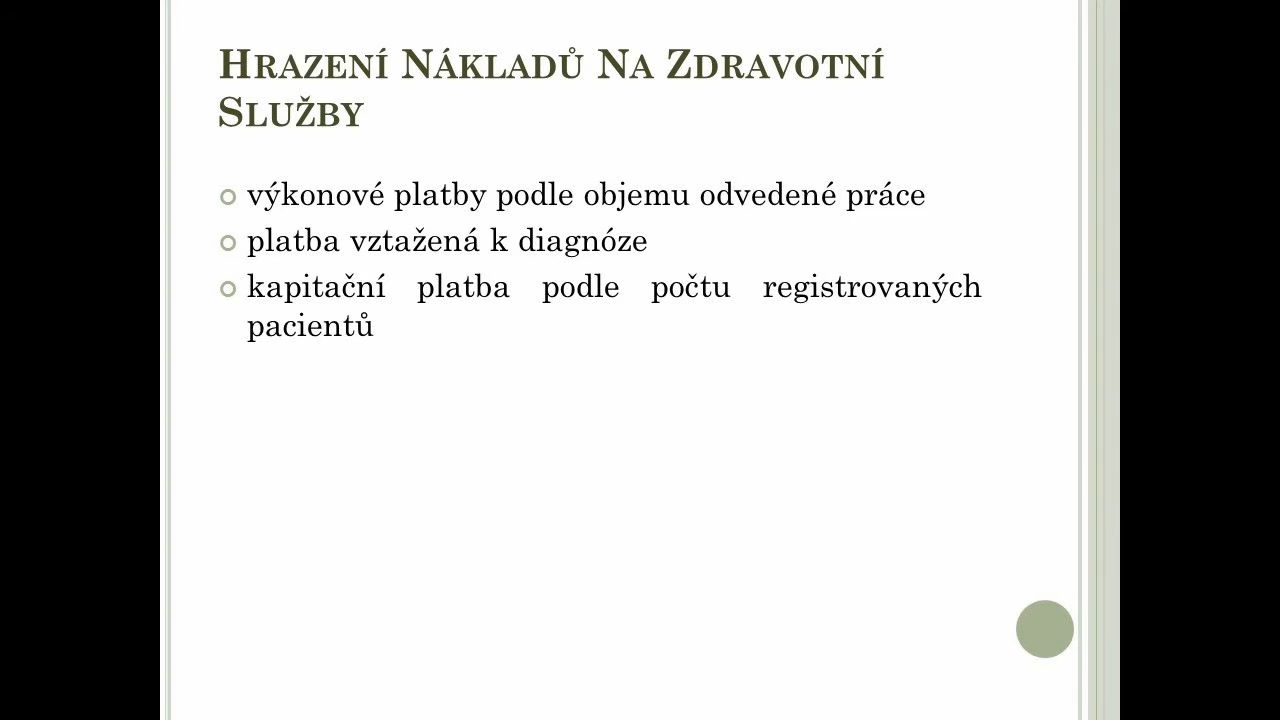 Hrazení Nákladů Na Zdravotní
Služby
výkonové platby podle objemu odvedené práce
platba vztažená k diagnóze
kapitační platba podle počtu registrovaných
pacientů